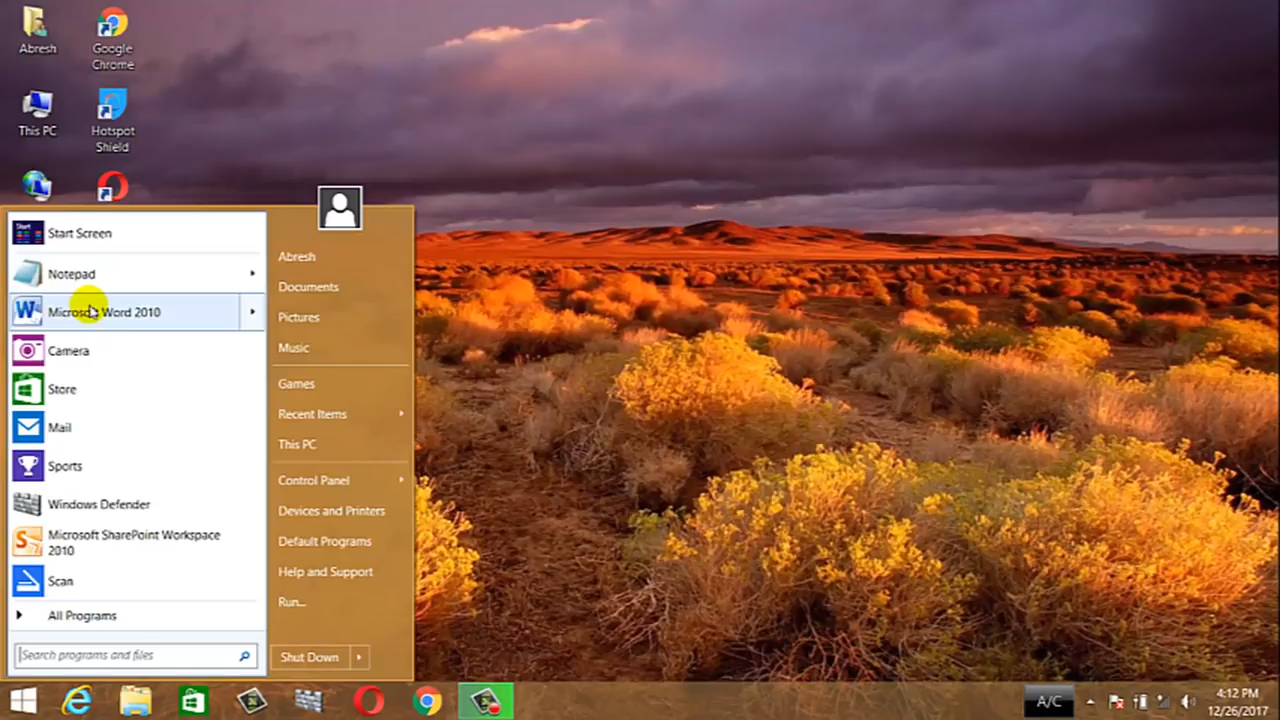 Abresh
Google
Chrome
This PC
Hotspot
Shield
Start
Start Screen
Notepad
Microsoft Word 2010
Camera
Store
Mail
Sports
Windows Defender
Microsoft SharePoint Workspace
2010
Scan
All Programs
Search programs and files
Abresh
Documents
Pictures
Music
Games
Recent Items
This PC
Control Panel
Devices and Printers
Default Programs
Help and Support
Run...
Shut Down
A/C
4:12 PM
12/26/2017